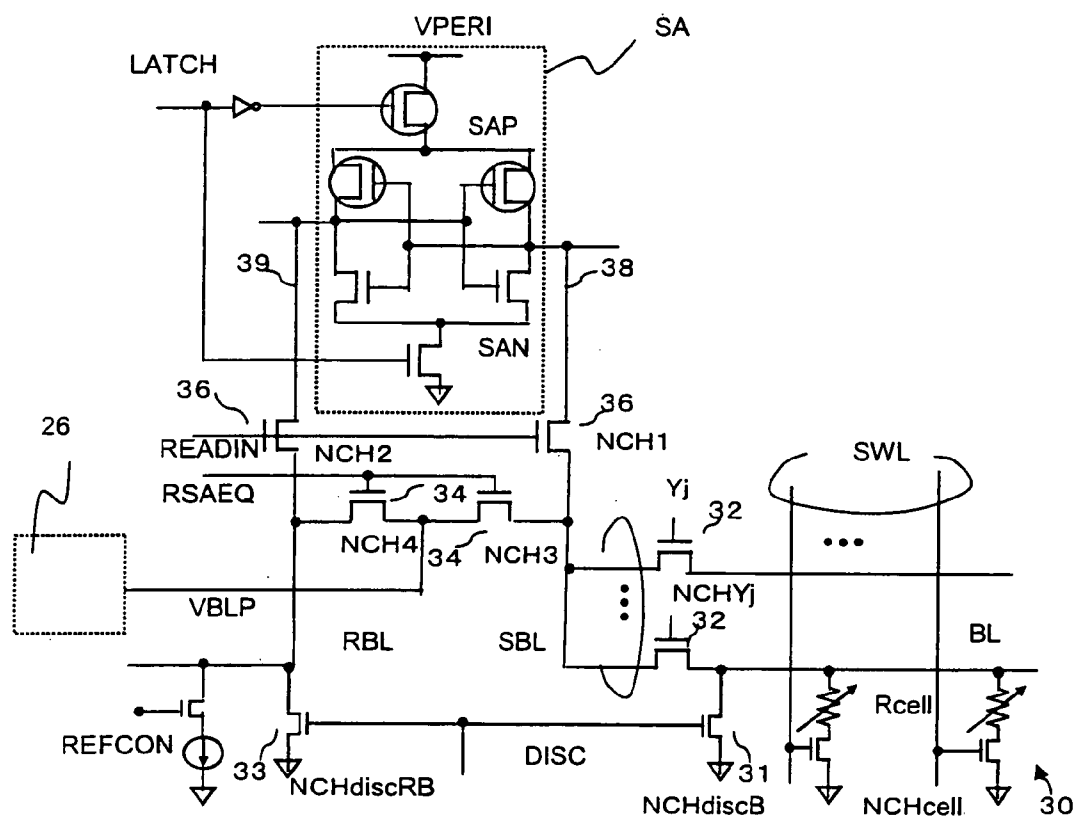 VPERI
SA
LATCH
SAP
39
38
SAN
36
36
26
READIN
NCH2
NCH1
SWL
RSAEQ
34
Yj
32
NCH4
34
NCH3
NCHYj
VBLP
32
RBL
SBL
BL
Rcell
REFCON
33
DISC
31
NCHdiscRB
NCHdiscB
NCHcell
30